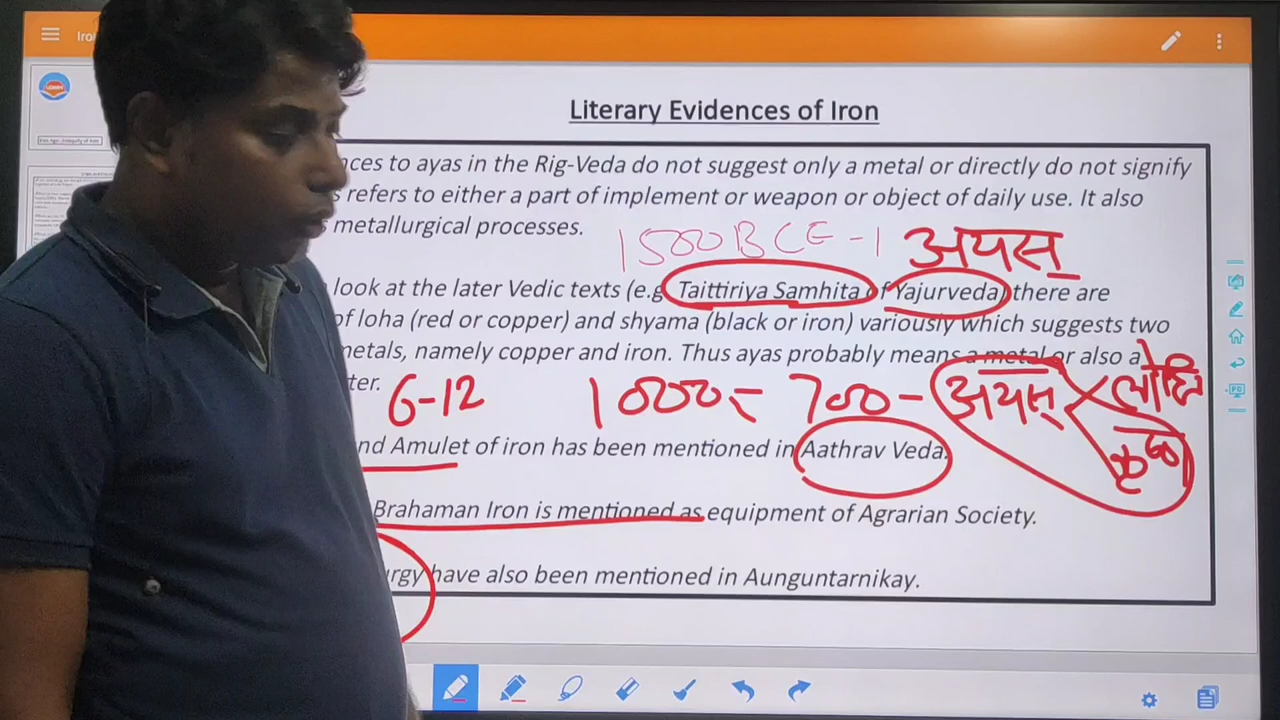 Iron
Literary Evidences of Iron
nces to ayas in the Rig-Veda do not suggest only a metal or directly do not signify
s refers to either a part of implement or weapon or object of daily use. It also
s metallurgical processes.
1500 BCE - 1 अयस
look at the later Vedic texts (e.g Taittiriya Samhita of Yajurveda) there are
of loha (red or copper) and shyama (black or iron) variously which suggests two
metals, namely copper and iron. Thus ayas probably means a metal or also a
ter.
6-12 1000 - 700 - अयस्
nd Amulet of iron has been mentioned in Aathrav Veda.
Brahaman Iron is mentioned as equipment of Agrarian Society.
urgy have also been mentioned in Aunguntarnikay.